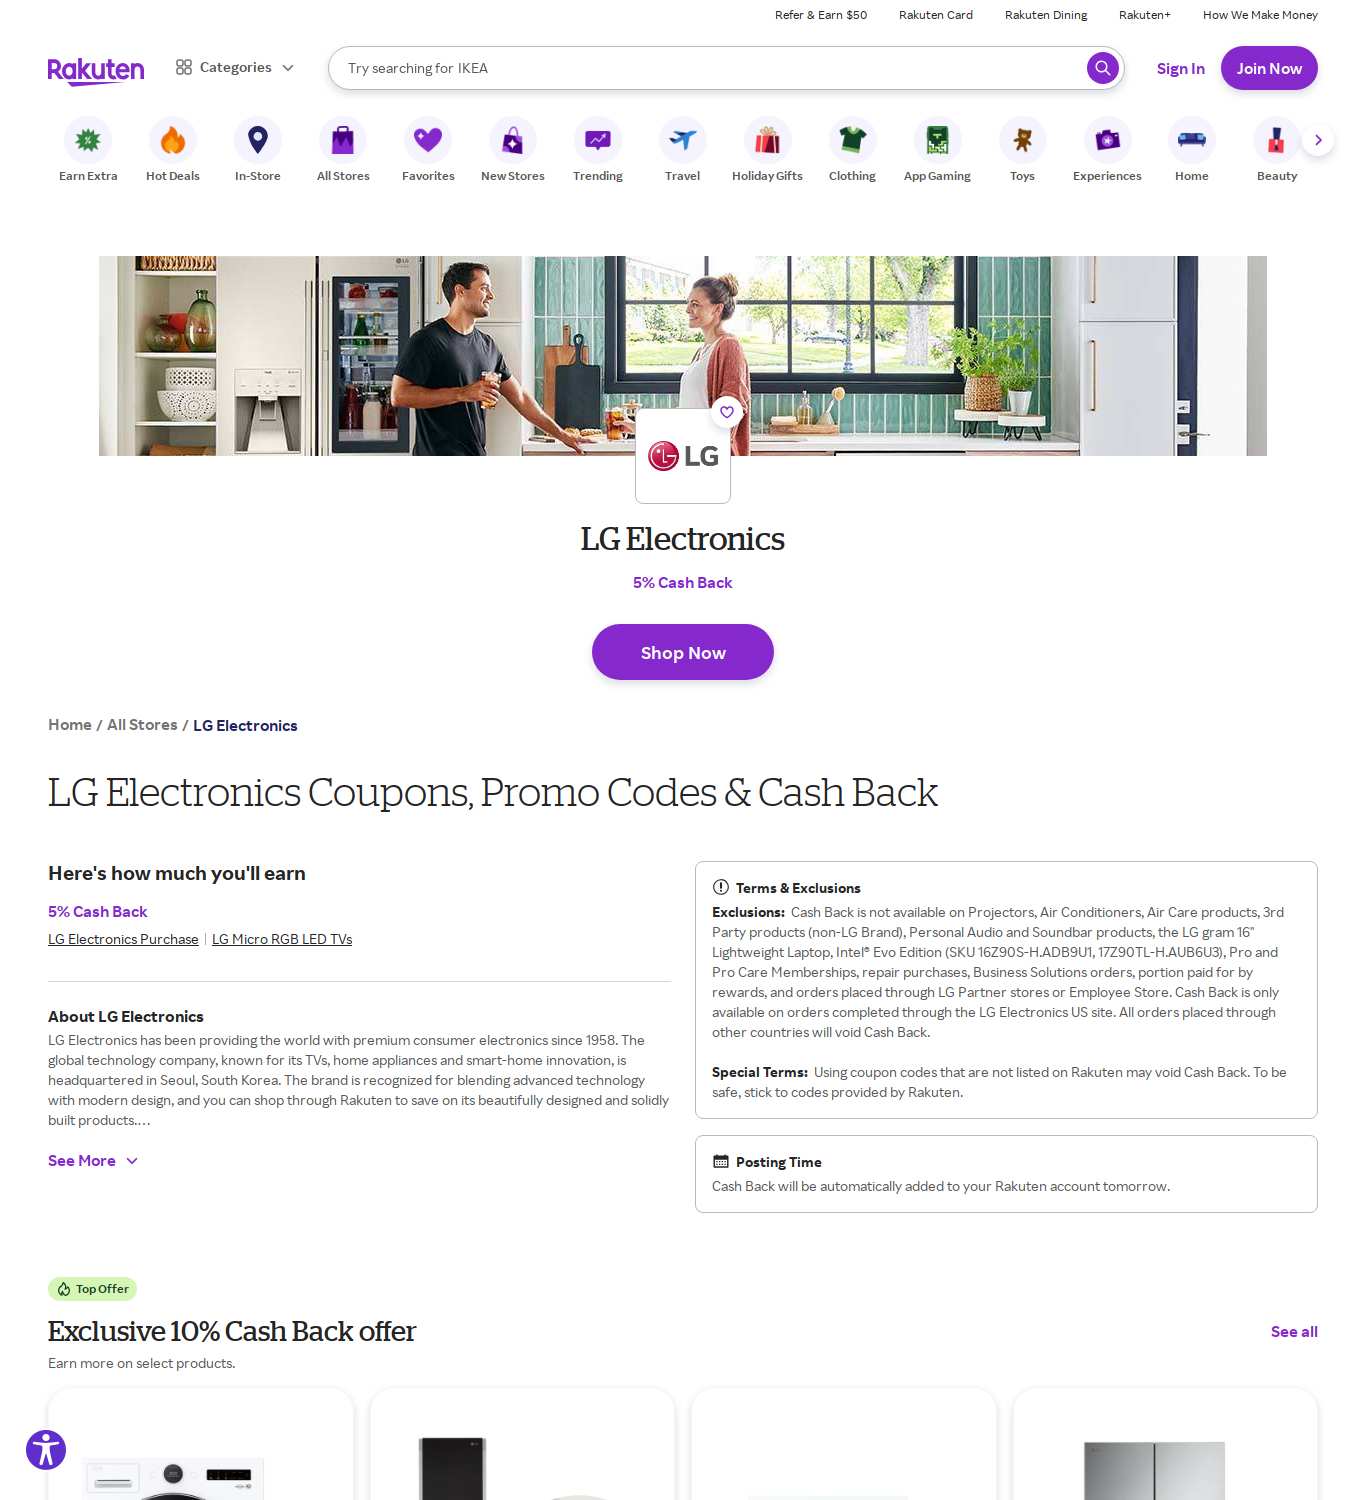 Refer & Earn $50
Rakuten Card
Rakuten Dining
Rakuten+
How We Make Money
Rakuten
Categories
Try searching for IKEA
Sign In
Join Now
Earn Extra
Hot Deals
In-Store
All Stores
Favorites
New Stores
Trending
Travel
Holiday Gifts
Clothing
App Gaming
Toys
Experiences
Home
Beauty
LG
LG Electronics
5% Cash Back
Shop Now
Home / All Stores / LG Electronics
LG Electronics Coupons, Promo Codes & Cash Back
Here's how much you'll earn
5% Cash Back
LG Electronics Purchase | LG Micro RGB LED TVs
About LG Electronics
LG Electronics has been providing the world with premium consumer electronics since 1958. The
global technology company, known for its TVs, home appliances and smart-home innovation, is
headquartered in Seoul, South Korea. The brand is recognized for blending advanced technology
with modern design, and you can shop through Rakuten to save on its beautifully designed and solidly
built products.…
See More
Terms & Exclusions
Exclusions: Cash Back is not available on Projectors, Air Conditioners, Air Care products, 3rd
Party products (non-LG Brand), Personal Audio and Soundbar products, the LG gram 16"
Lightweight Laptop, Intel® Evo Edition (SKU 16Z90S-H.ADB9U1, 17Z90TL-H.AUB6U3), Pro and
Pro Care Memberships, repair purchases, Business Solutions orders, portion paid for by
rewards, and orders placed through LG Partner stores or Employee Store. Cash Back is only
available on orders completed through the LG Electronics US site. All orders placed through
other countries will void Cash Back.
Special Terms: Using coupon codes that are not listed on Rakuten may void Cash Back. To be
safe, stick to codes provided by Rakuten.
Posting Time
Cash Back will be automatically added to your Rakuten account tomorrow.
Top Offer
Exclusive 10% Cash Back offer
See all
Earn more on select products.